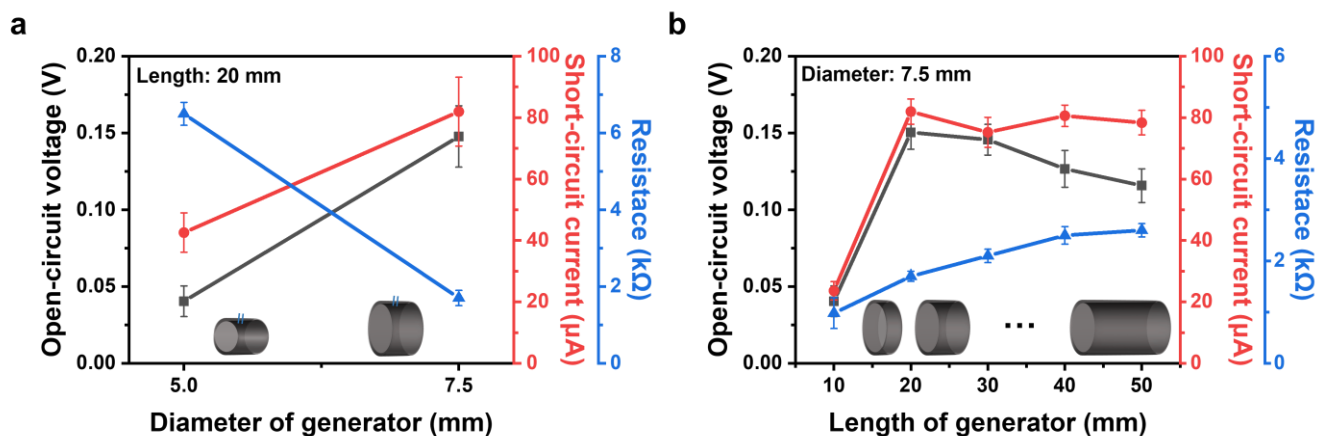 a
Length: 20 mm
Open-circuit voltage (V)
0.20
0.15
0.10
0.05
0.00
5.0
7.5
Diameter of generator (mm)
100
80
60
40
20
0
Short-circuit current (μA)
8
6
4
2
0
Resistace (kΩ)
b
Diameter: 7.5 mm
Open-circuit voltage (V)
0.20
0.15
0.10
0.05
0.00
...
10 20 30 40 50
Length of generator (mm)
100
80
60
40
20
0
Short-circuit current (μA)
6
4
2
0
Resistace (kΩ)